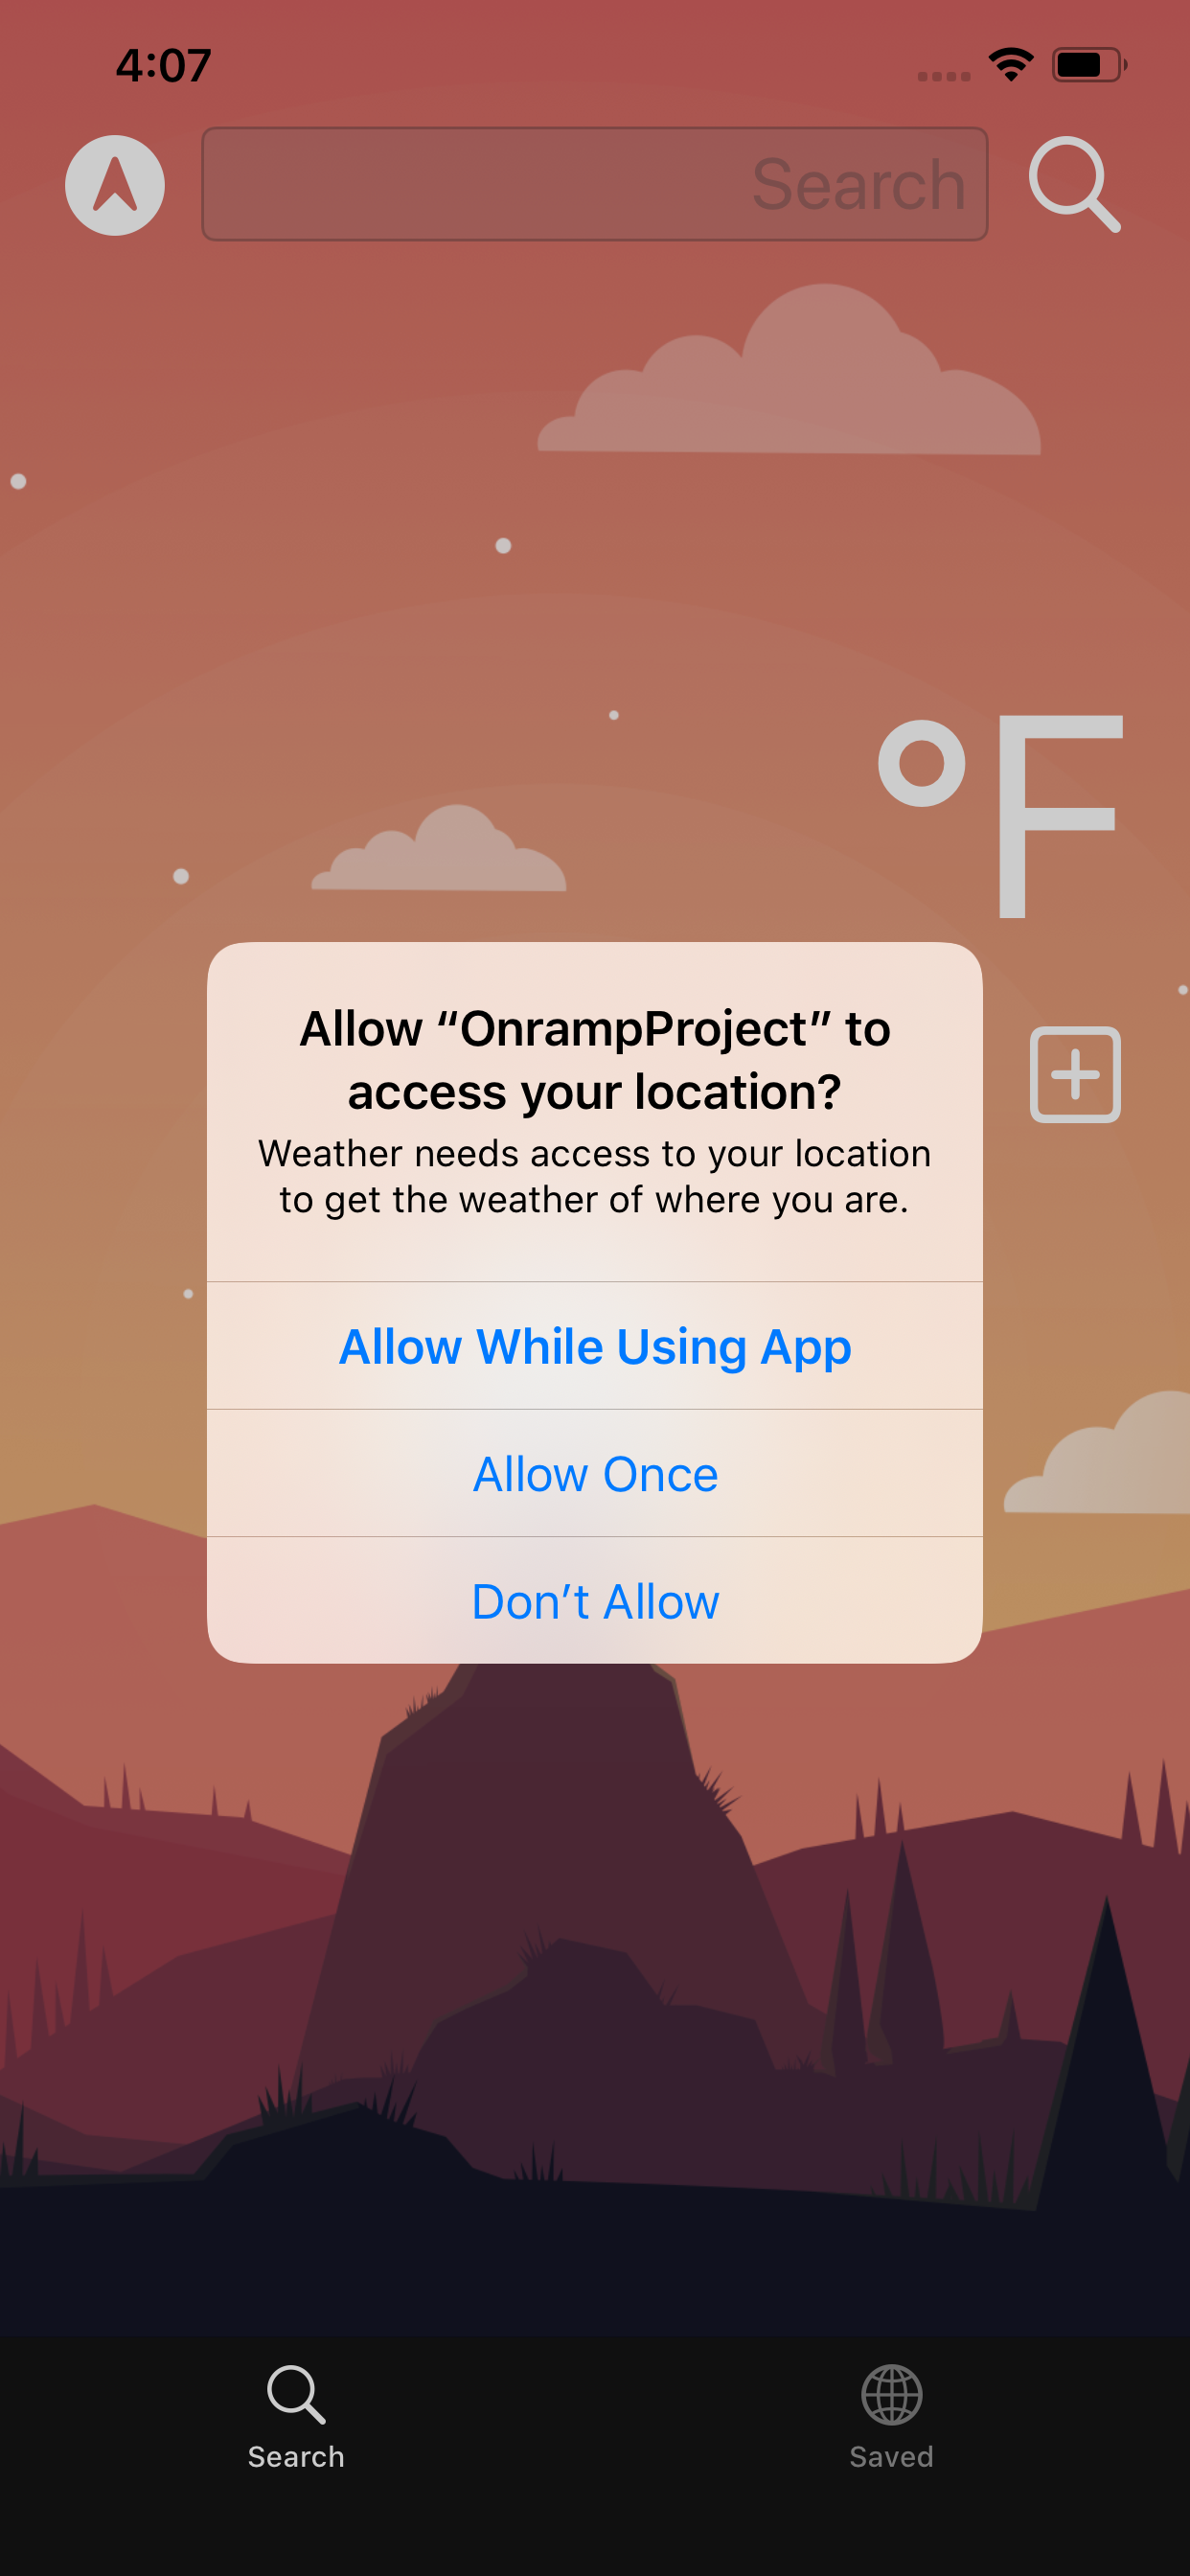 4:07
Search
°F
Allow “OnrampProject” to
access your location?
Weather needs access to your location
to get the weather of where you are.
Allow While Using App
Allow Once
Don’t Allow
Search
Saved